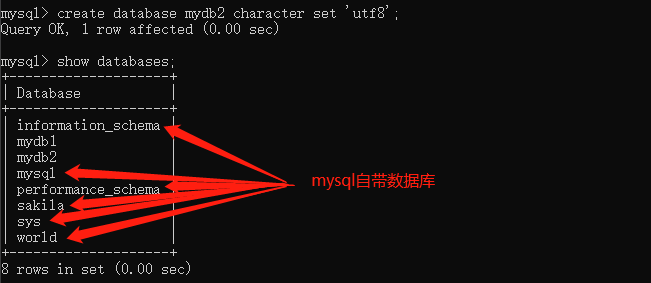 mysql> create database mydb2 character set 'utf8';
Query OK, 1 row affected (0.00 sec)
mysql> show databases;
+--------------------+
| Database           |
+--------------------+
| information_schema |
| mydb1              |
| mydb2              |
| mysql              |
| performance_schema |
| sakila             |
| sys                |
| world              |
+--------------------+
8 rows in set (0.00 sec)
mysql自带数据库